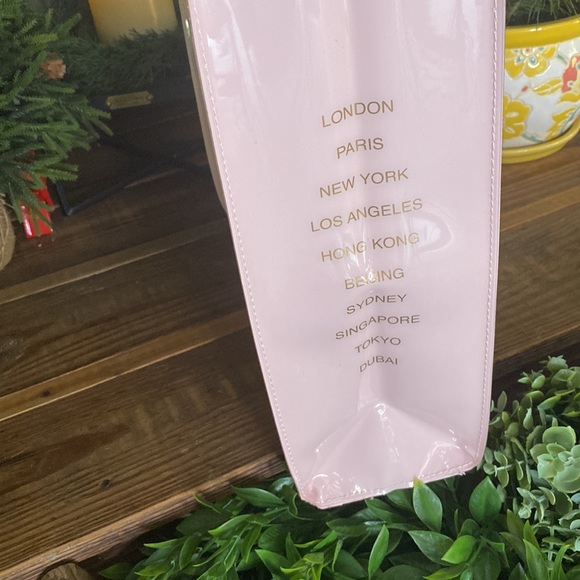 LONDON
PARIS
NEW YORK
LOS ANGELES
HONG KONG
BEIJING
SYDNEY
SINGAPORE
TOKYO
DUBAI